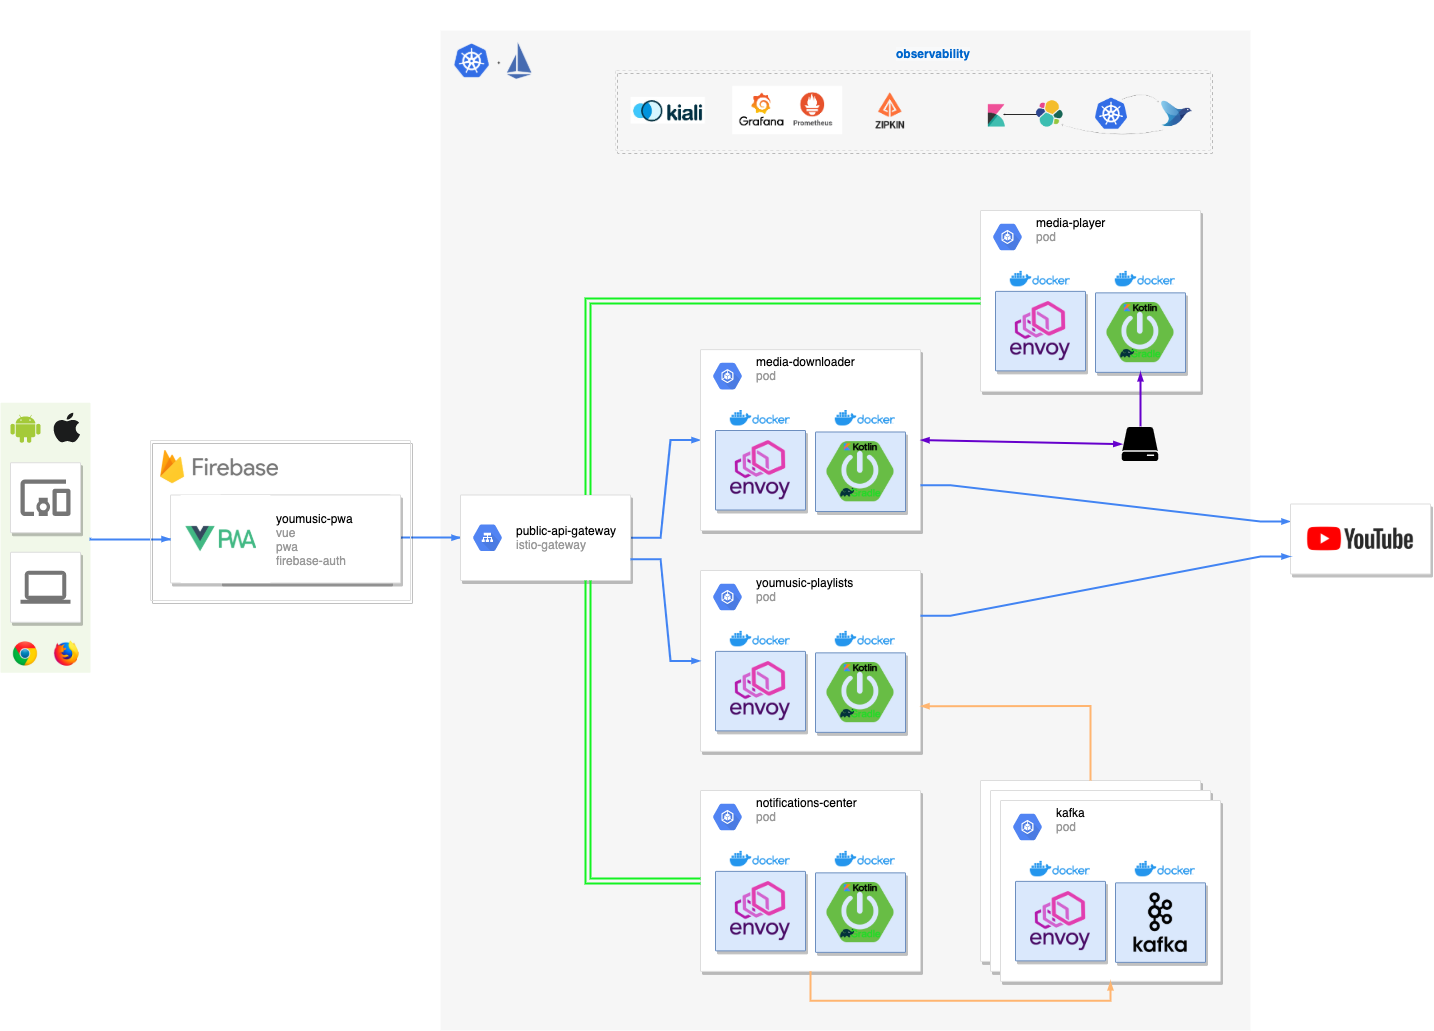 observability
kiali
Grafana
Prometheus
ZIPKIN
media-player
pod
docker
docker
envoy
Kotlin
media-downloader
pod
docker
docker
envoy
Kotlin
Firebase
youmusic-pwa
vue
pwa
firebase-auth
PWA
public-api-gateway
istio-gateway
YouTube
youmusic-playlists
pod
docker
docker
envoy
Kotlin
notifications-center
pod
docker
docker
envoy
Kotlin
kafka
pod
docker
docker
envoy
kafka